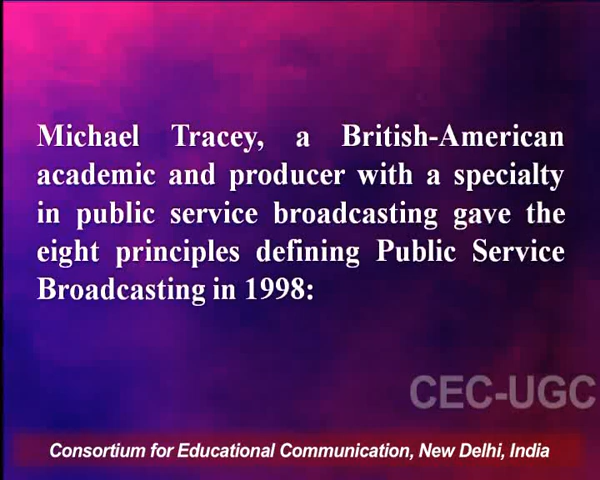 Michael Tracey, a British-American
academic and producer with a specialty
in public service broadcasting gave the
eight principles defining Public Service
Broadcasting in 1998:
CEC-UGC
Consortium for Educational Communication, New Delhi, India